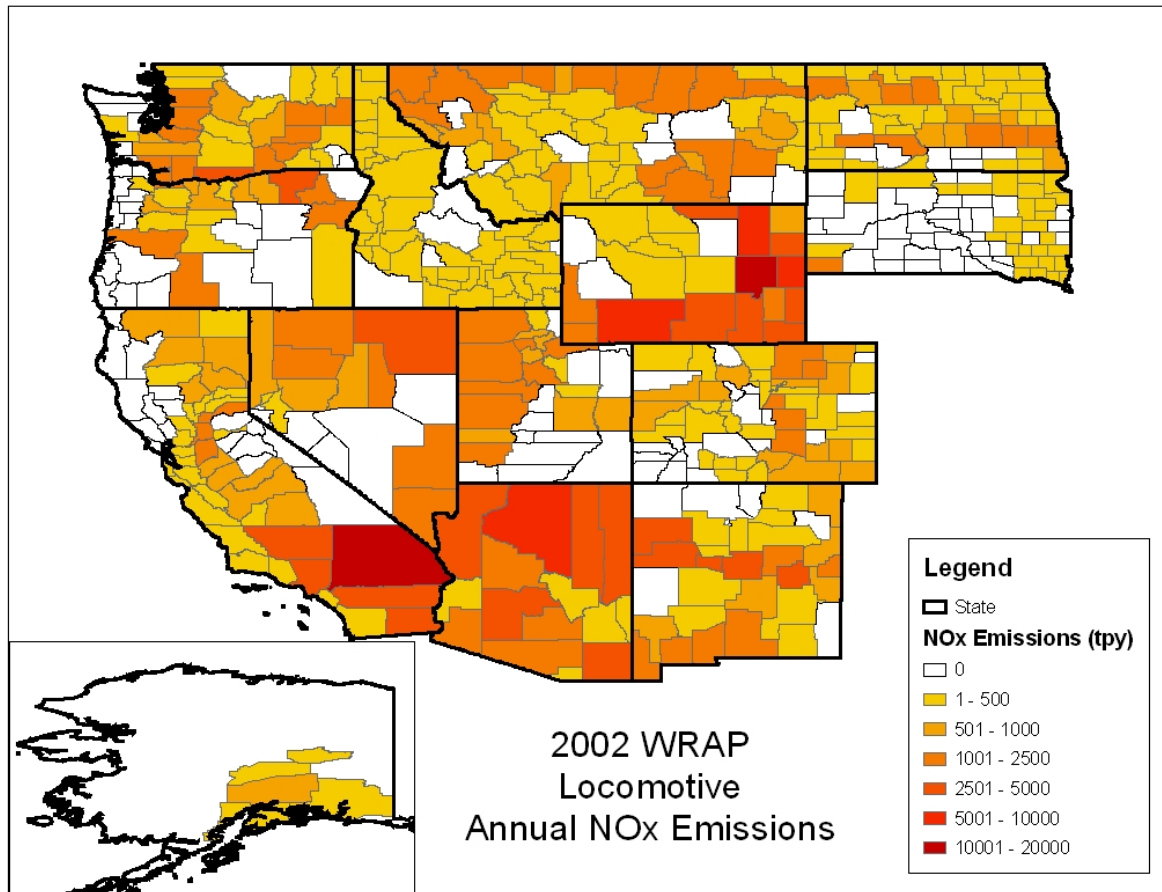 2002 WRAP
Locomotive
Annual NOx Emissions
Legend
State
NOx Emissions (tpy)
0
1 - 500
501 - 1000
1001 - 2500
2501 - 5000
5001 - 10000
10001 - 20000